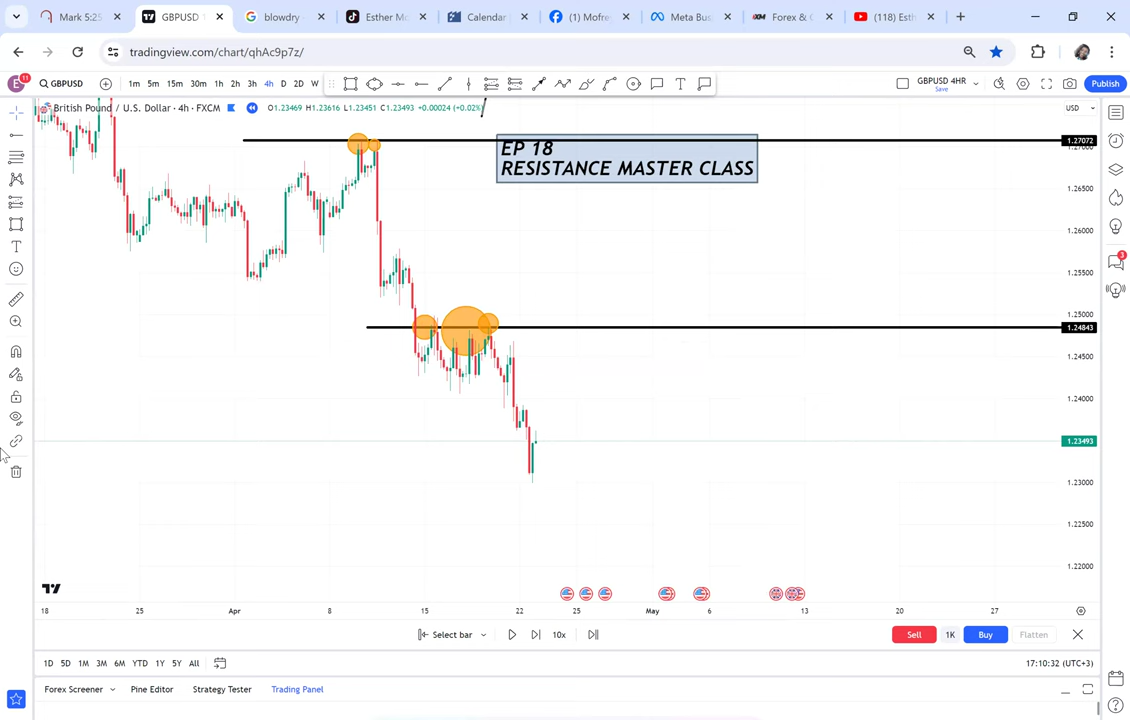 Mark 5:25
GBPUSD
blowdry
Esther Mo
Calendar
(1) Mofres
Meta Bus
Forex & C
(118) Esth
tradingview.com/chart/qhAc9p7z/
E 11
GBPUSD
1m 5m 15m 30m 1h 2h 3h 4h D 2D W
GBPUSD 4HR
Save
Publish
British Pound / U.S. Dollar · 4h · FXCM
O1.23469 H1.23616 L1.23451 C1.23493 +0.00024 (+0.02%)
USD
EP 18
RESISTANCE MASTER CLASS
1.27072
1.27000
1.26500
1.26000
1.25500
1.25000
1.24843
1.24500
1.24000
1.23493
1.23000
1.22500
1.22000
3
18 25 Apr 8 15 22 25 May 6 13 20 27
Select bar
10x
Sell 1K Buy Flatten
1D 5D 1M 3M 6M YTD 1Y 5Y All
17:10:32 (UTC+3)
Forex Screener Pine Editor Strategy Tester Trading Panel